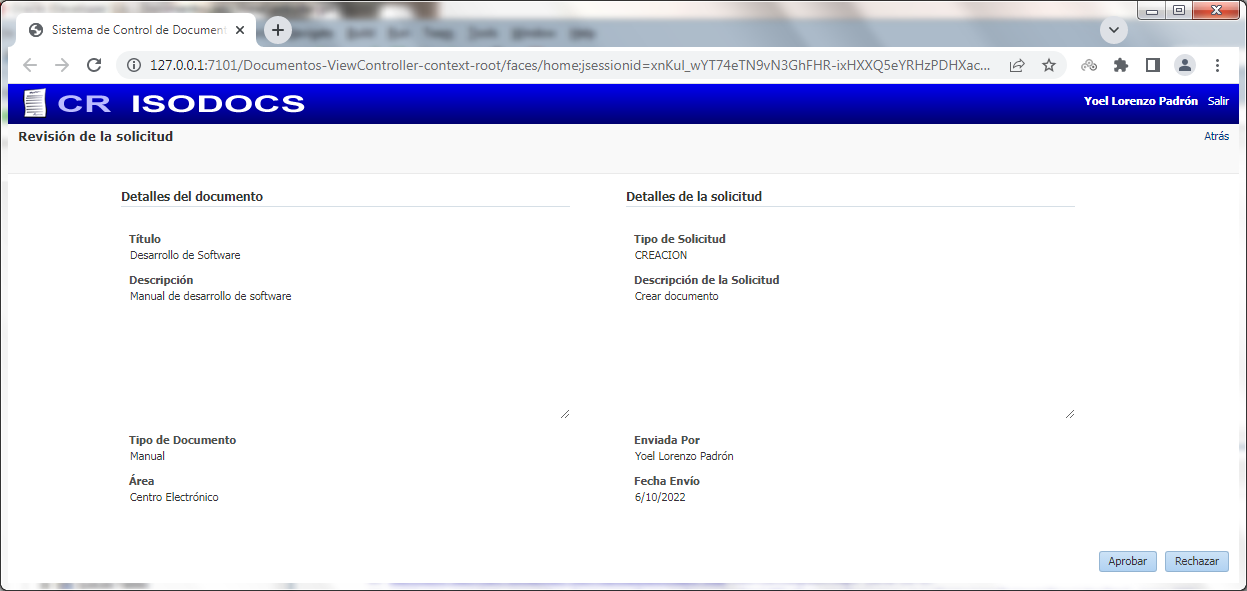 Sistema de Control de Document
127.0.0.1:7101/Documentos-ViewController-context-root/faces/home;jsessionid=xnKul_wYT74eTN9vN3GhFHR-ixHXXQ5eYRHzPDHXac...
CR ISODOCS
Yoel Lorenzo Padrón Salir
Revisión de la solicitud
Atrás
Detalles del documento
Título
Desarrollo de Software
Descripción
Manual de desarrollo de software
Tipo de Documento
Manual
Área
Centro Electrónico
Detalles de la solicitud
Tipo de Solicitud
CREACION
Descripción de la Solicitud
Crear documento
Enviada Por
Yoel Lorenzo Padrón
Fecha Envío
6/10/2022
Aprobar Rechazar